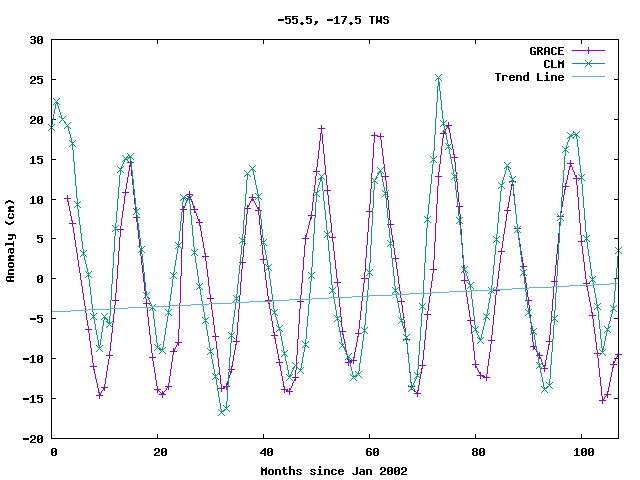 -55.5, -17.5 TWS
GRACE
CLM
Trend Line
30
25
20
15
10
5
0
-5
-10
-15
-20
Anomaly (cm)
0 20 40 60 80 100
Months since Jan 2002